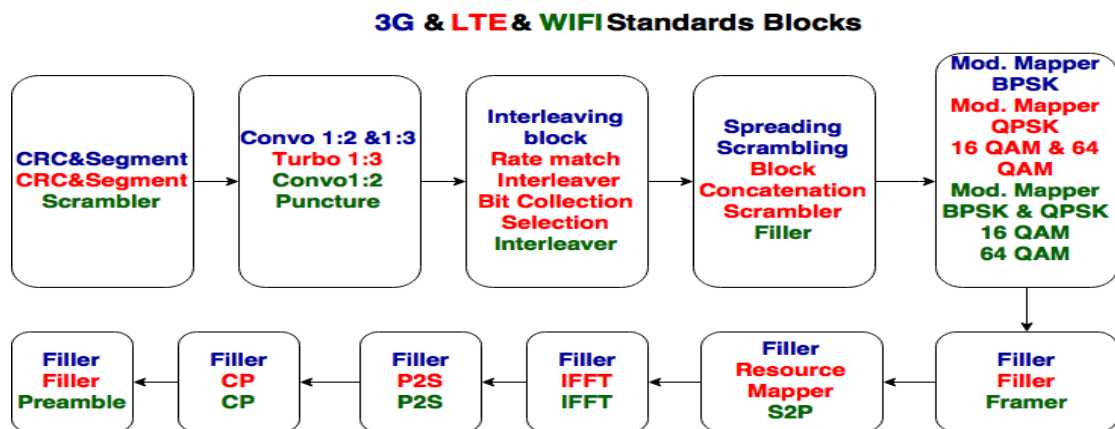 3G & LTE & WIFI Standards Blocks
CRC&Segment
CRC&Segment
Scrambler
Convo 1:2 &1:3
Turbo 1:3
Convo1:2
Puncture
Interleaving
block
Rate match
Interleaver
Bit Collection
Selection
Interleaver
Spreading
Scrambling
Block
Concatenation
Scrambler
Filler
Mod. Mapper
BPSK
Mod. Mapper
QPSK
16 QAM & 64
QAM
Mod. Mapper
BPSK & QPSK
16 QAM
64 QAM
Filler
Filler
Preamble
Filler
CP
CP
Filler
P2S
P2S
Filler
IFFT
IFFT
Filler
Resource
Mapper
S2P
Filler
Filler
Framer